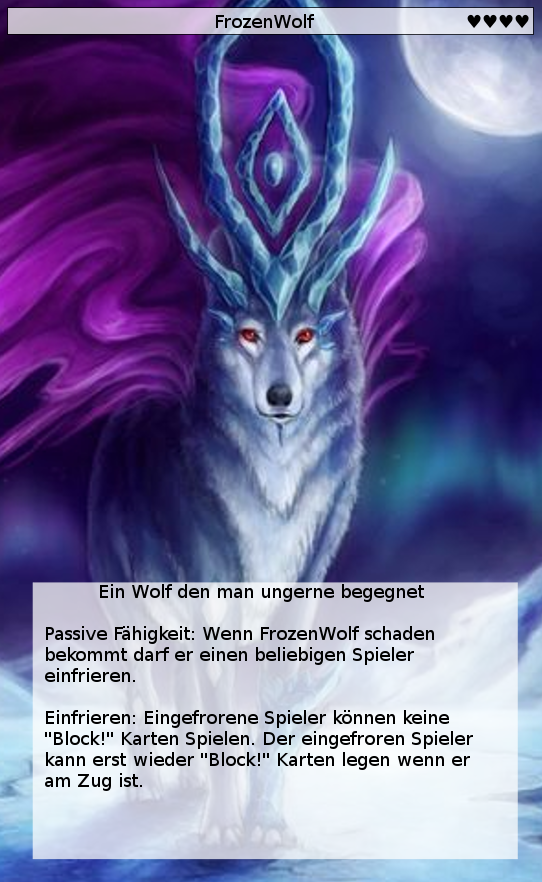 FrozenWolf ♥♥♥♥
Ein Wolf den man ungerne begegnet
Passive Fähigkeit: Wenn FrozenWolf schaden
bekommt darf er einen beliebigen Spieler
einfrieren.
Einfrieren: Eingefrorene Spieler können keine
"Block!" Karten Spielen. Der eingefroren Spieler
kann erst wieder "Block!" Karten legen wenn er
am Zug ist.